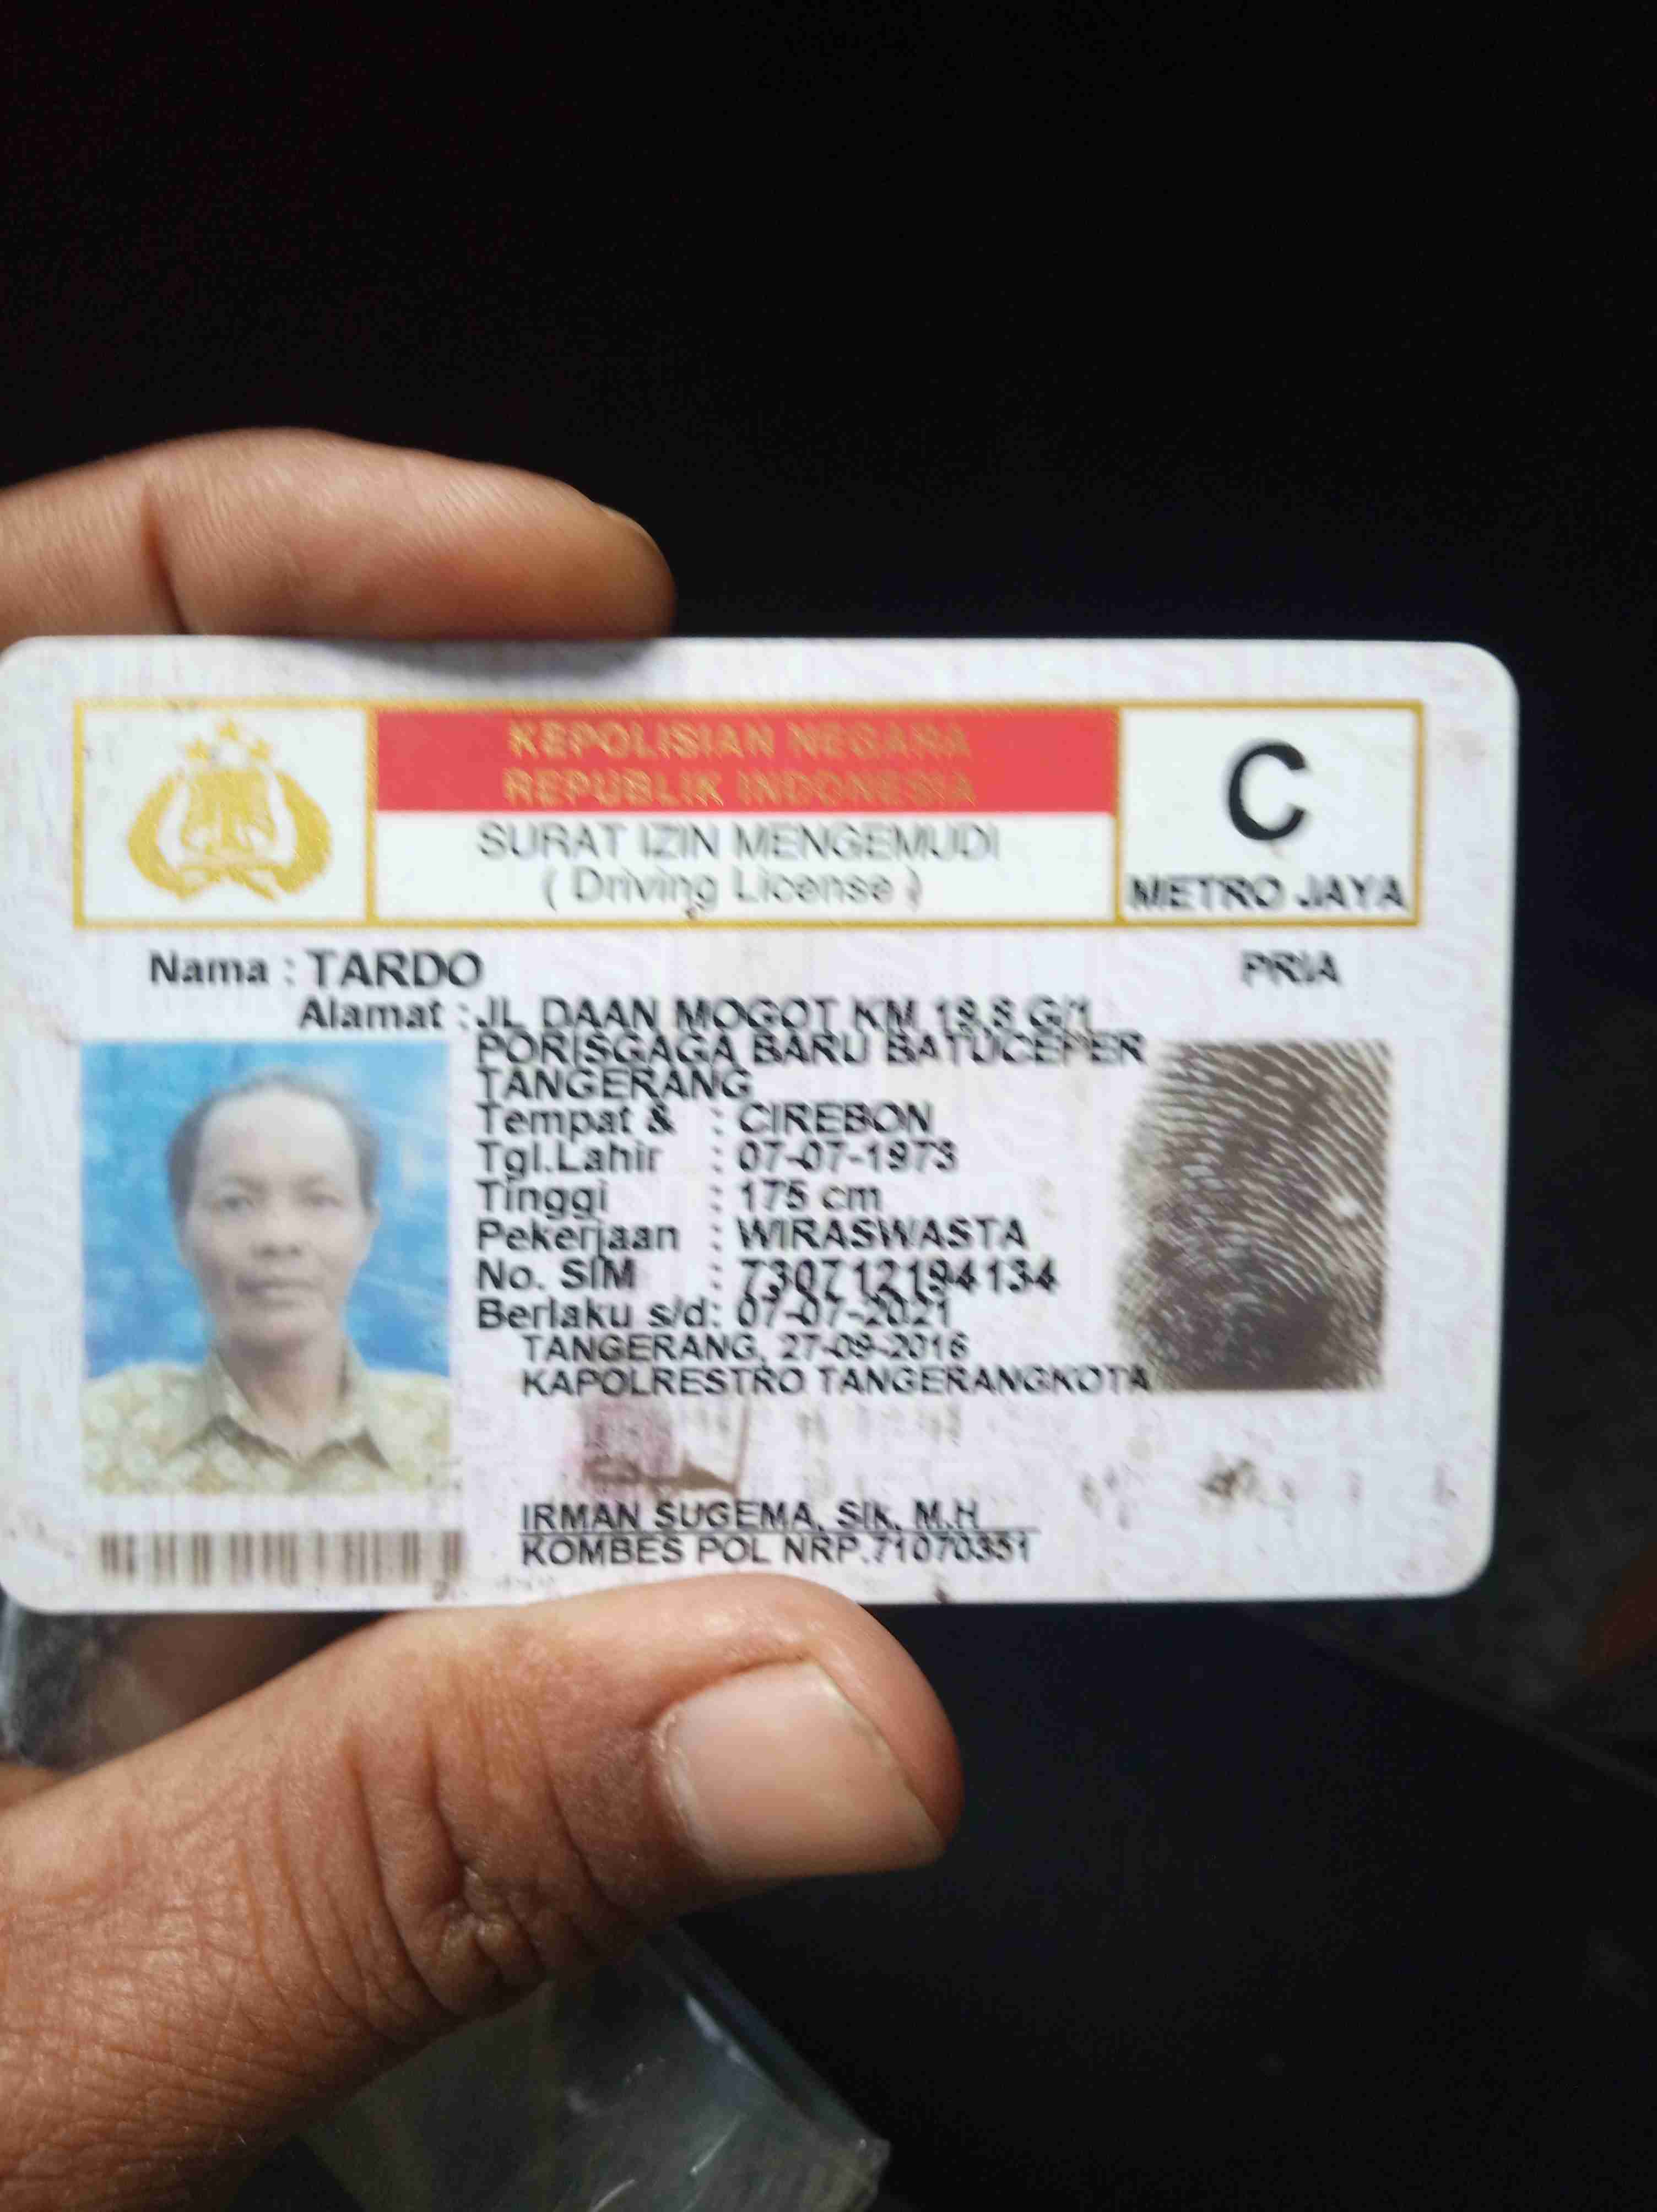 KEPOLISIAN NEGARA
REPUBLIK INDONESIA
SURAT IZIN MENGEMUDI
( Driving License )
C
METRO JAYA
Nama : TARDO
PRIA
Alamat : JL DAAN MOGOT KM 19,8 G/1
PORISGAGA BARU BATUCEPER
TANGERANG
Tempat & : CIREBON
Tgl.Lahir : 07-07-1973
Tinggi : 175 cm
Pekerjaan : WIRASWASTA
No. SIM : 730712194134
Berlaku s/d: 07-07-2021
TANGERANG, 27-09-2016
KAPOLRESTRO TANGERANGKOTA
IRMAN SUGEMA, SIK, M.H
KOMBES POL NRP.71070351